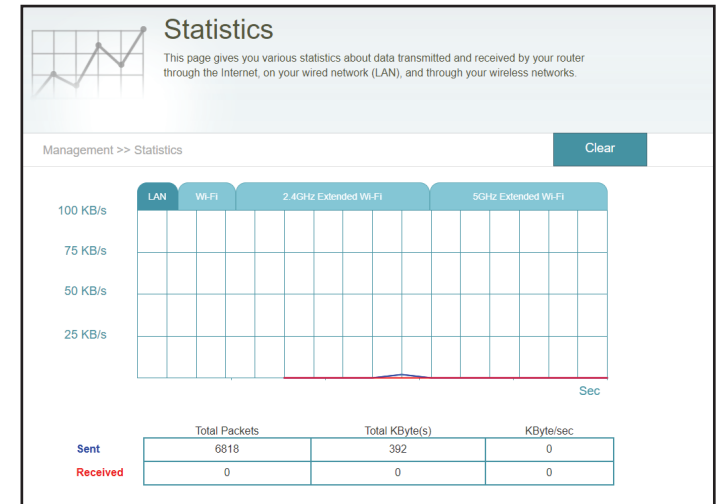 Statistics
This page gives you various statistics about data transmitted and received by your router
through the Internet, on your wired network (LAN), and through your wireless networks.
Management >> Statistics
Clear
LAN Wi-Fi 2.4GHz Extended Wi-Fi 5GHz Extended Wi-Fi
100 KB/s
75 KB/s
50 KB/s
25 KB/s
Sec
Total Packets Total KByte(s) KByte/sec
Sent 6818 392 0
Received 0 0 0